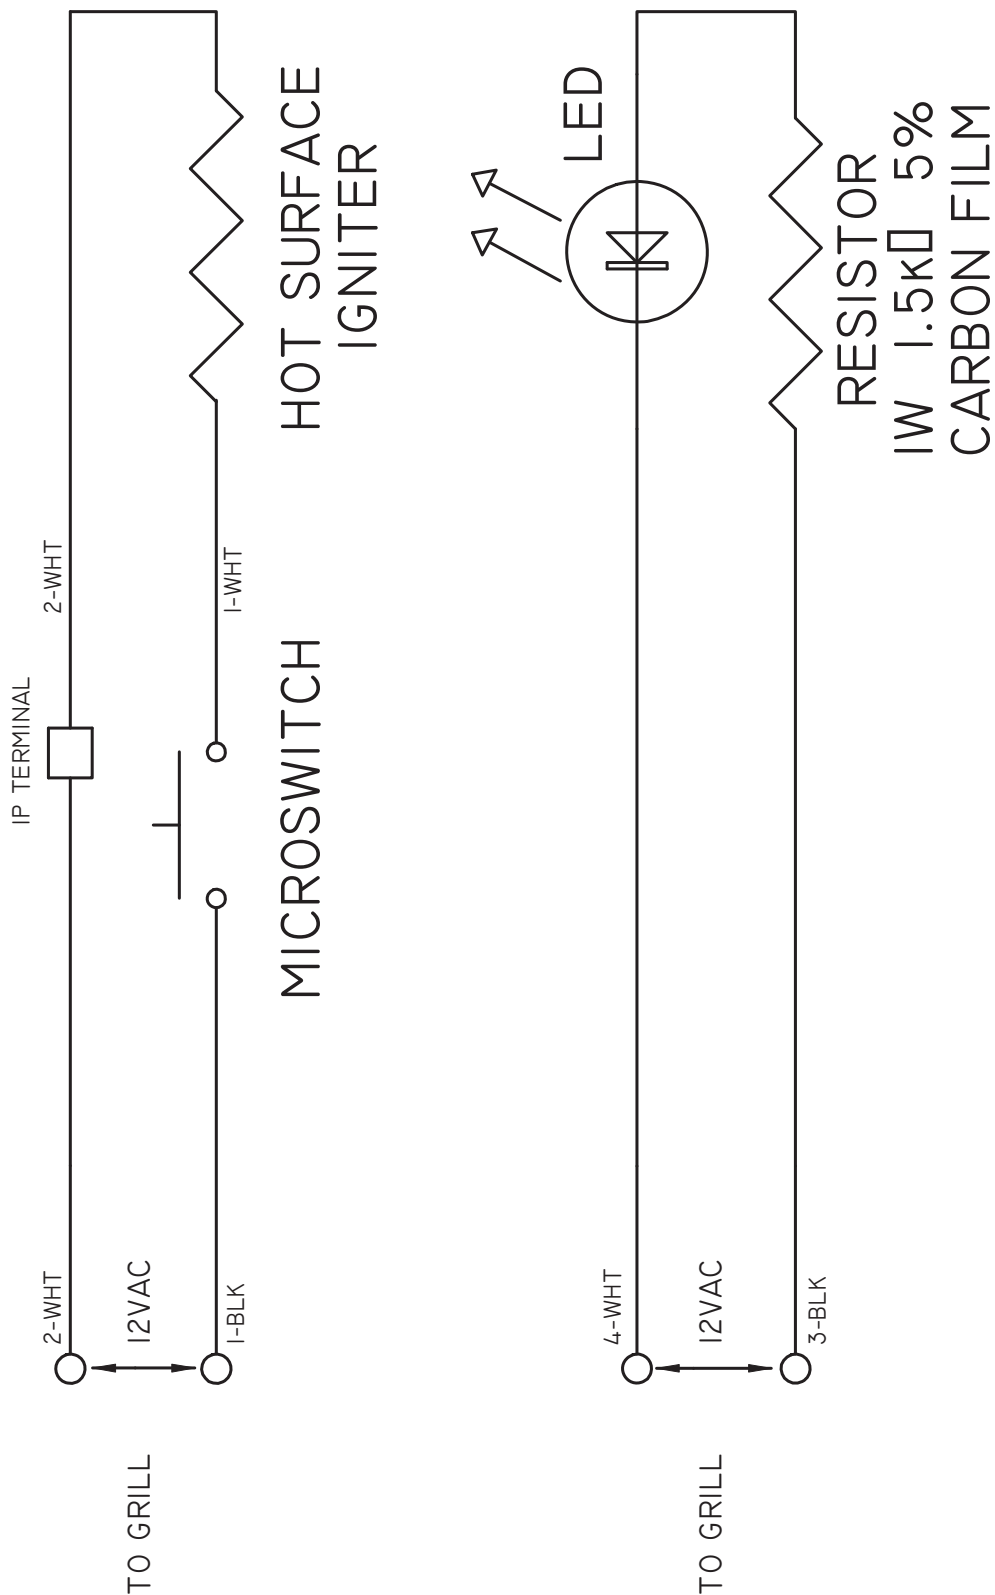 IP TERMINAL
2-WHT
2-WHT
12VAC
1-BLK
1-WHT
TO GRILL
MICROSWITCH
HOT SURFACE
IGNITER
LED
4-WHT
12VAC
3-BLK
TO GRILL
RESISTOR
1W 1.5K▯ 5%
CARBON FILM